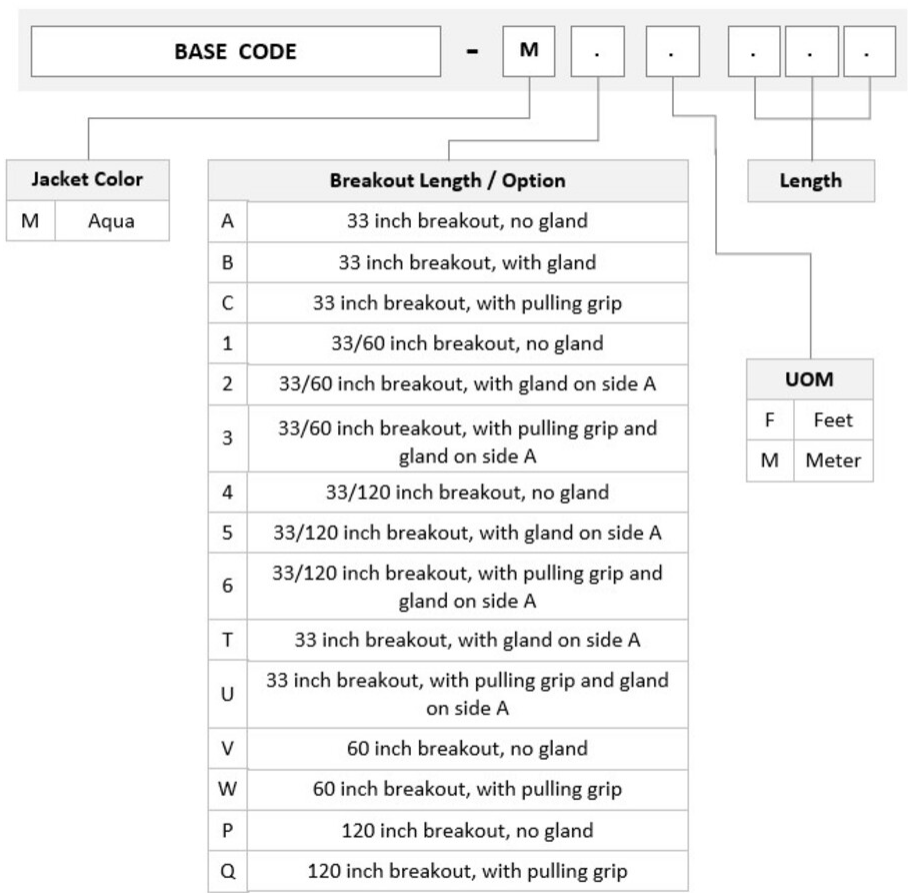 BASE CODE - M . . . . .
Jacket Color
M Aqua
Breakout Length / Option
A 33 inch breakout, no gland
B 33 inch breakout, with gland
C 33 inch breakout, with pulling grip
1 33/60 inch breakout, no gland
2 33/60 inch breakout, with gland on side A
3 33/60 inch breakout, with pulling grip and
gland on side A
4 33/120 inch breakout, no gland
5 33/120 inch breakout, with gland on side A
6 33/120 inch breakout, with pulling grip and
gland on side A
T 33 inch breakout, with gland on side A
U 33 inch breakout, with pulling grip and gland
on side A
V 60 inch breakout, no gland
W 60 inch breakout, with pulling grip
P 120 inch breakout, no gland
Q 120 inch breakout, with pulling grip
Length
UOM
F Feet
M Meter